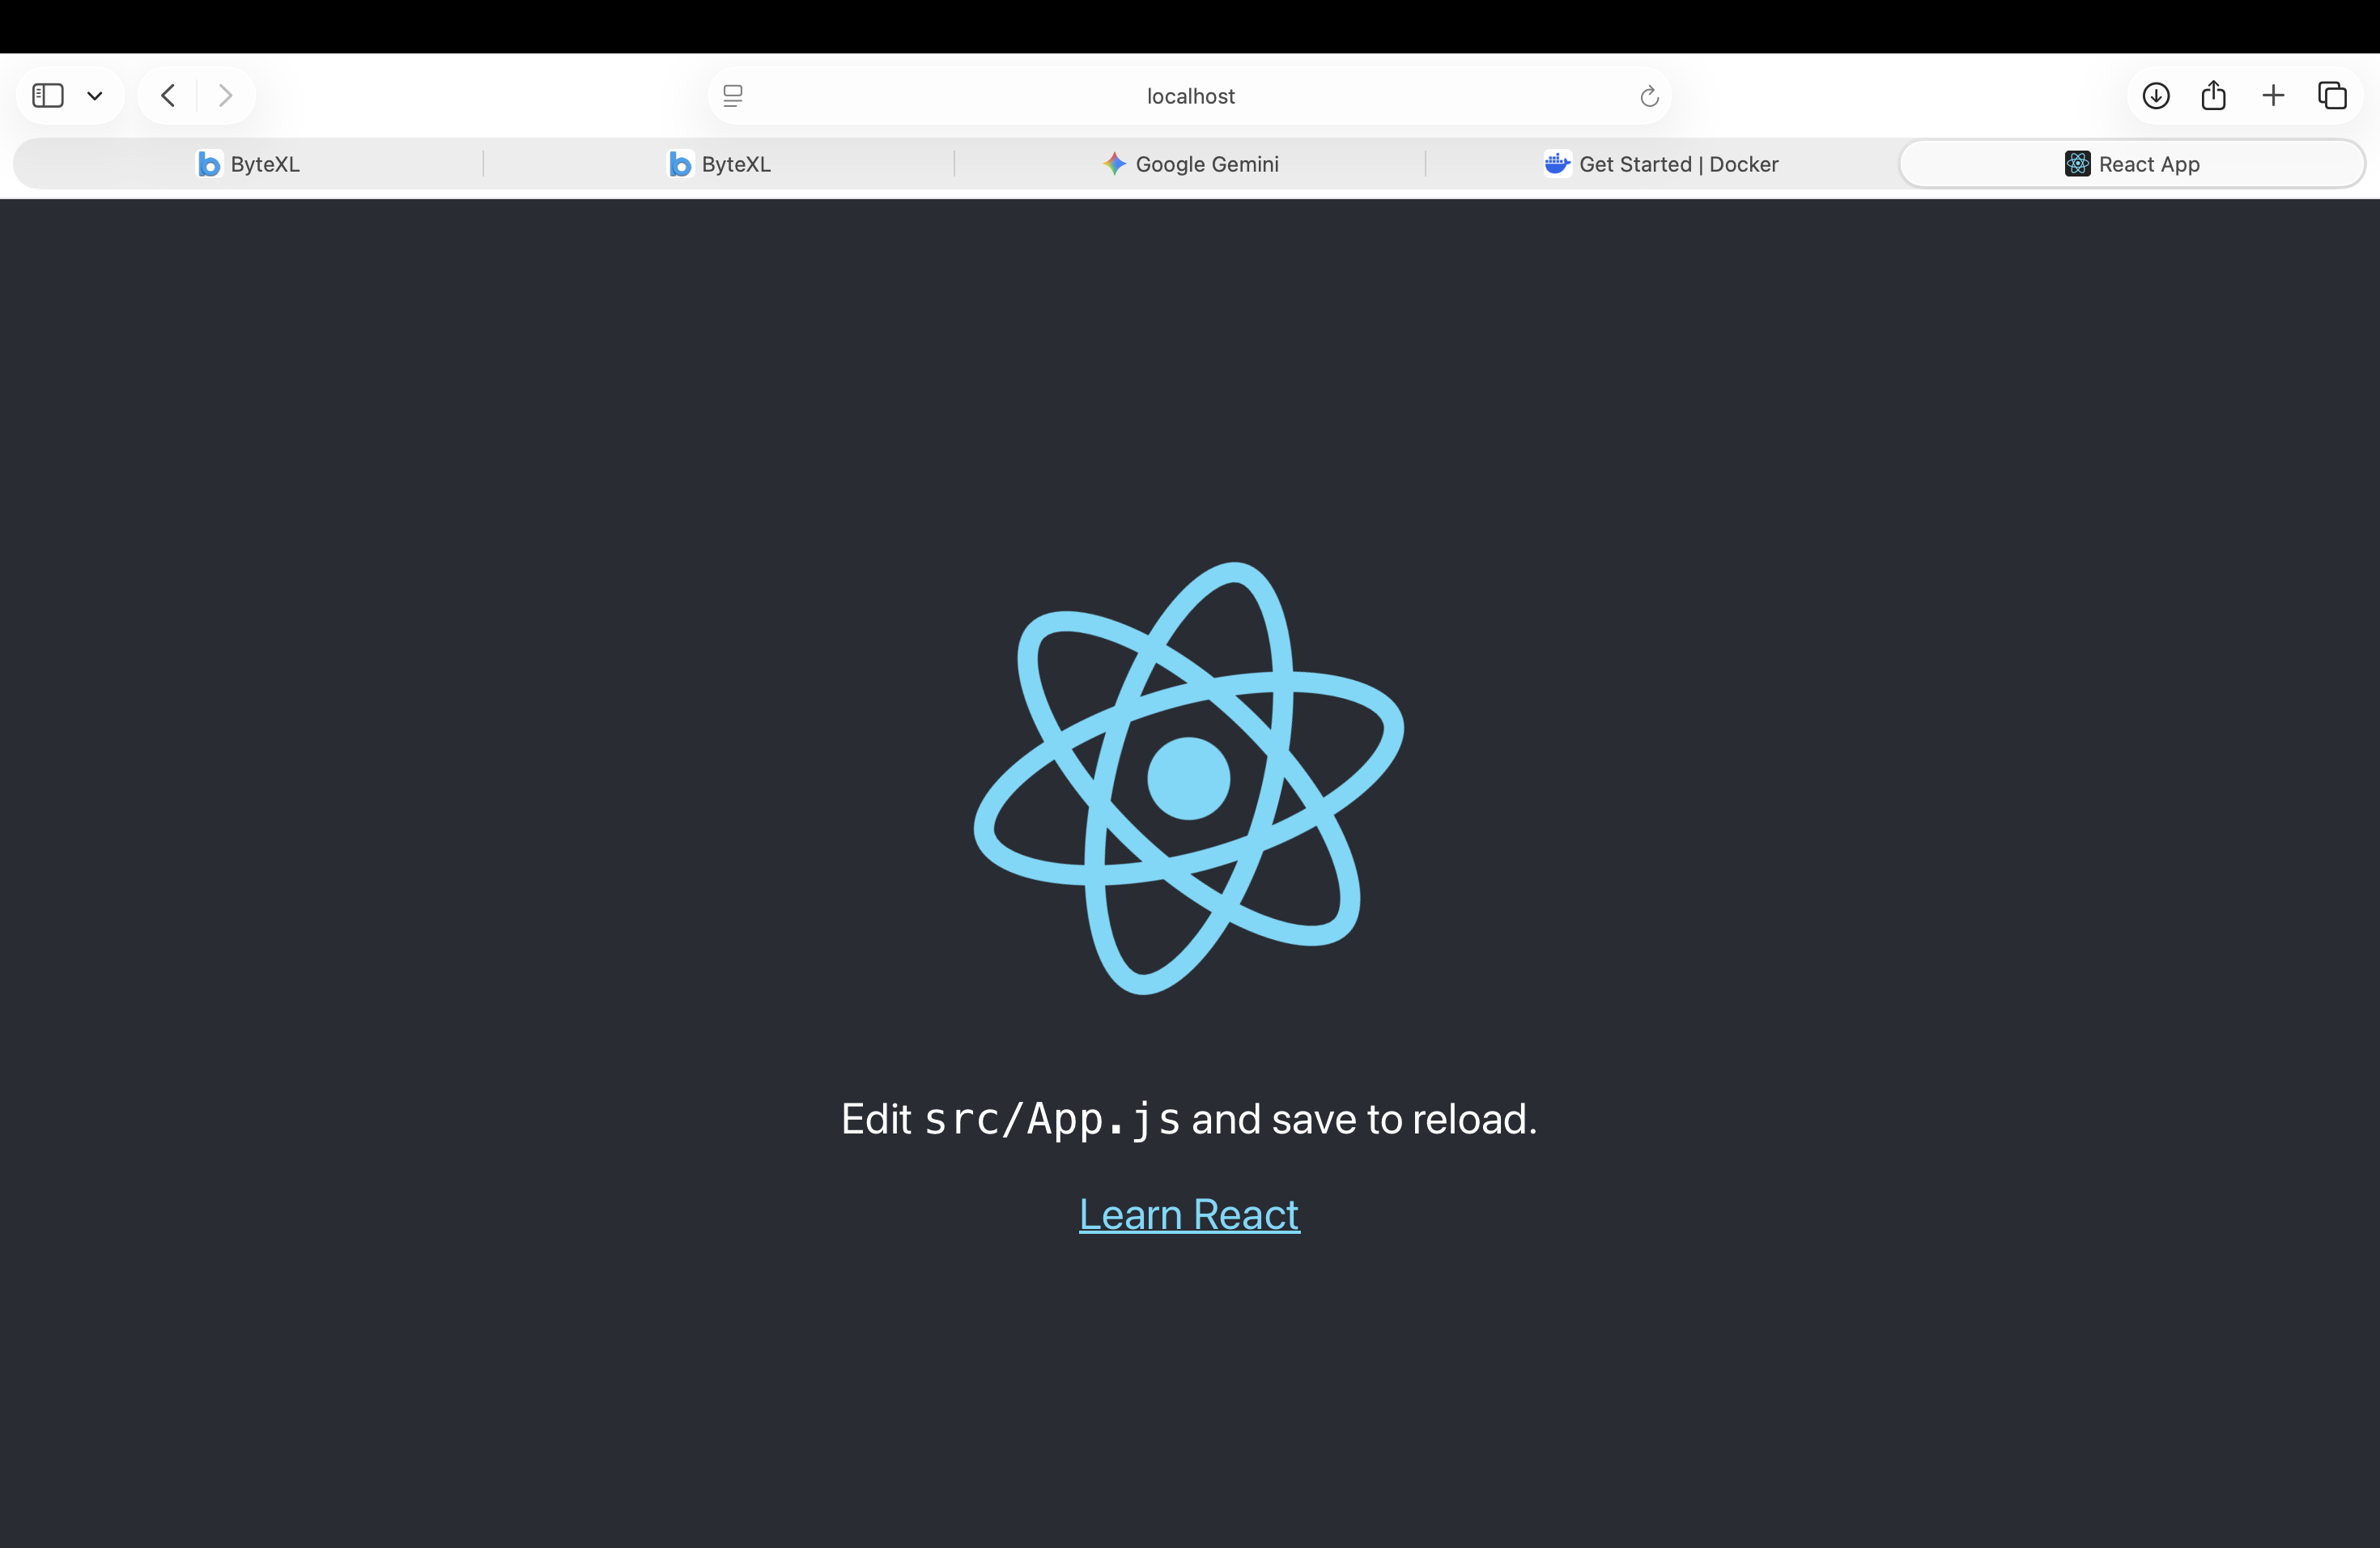 localhost
ByteXL
ByteXL
Google Gemini
Get Started | Docker
React App
Edit src/App.js and save to reload.
Learn React